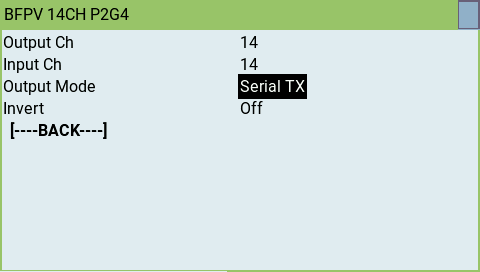 BFPV 14CH P2G4
Output Ch 14
Input Ch 14
Output Mode Serial TX
Invert Off
[----BACK----]